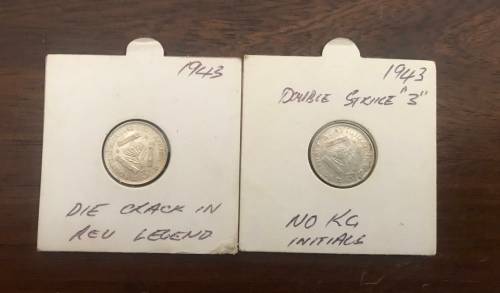 1943
DIE CRACK IN
REV LEGEND
1943
DOUBLE STRIKE "3"
NO KG
INITIALS